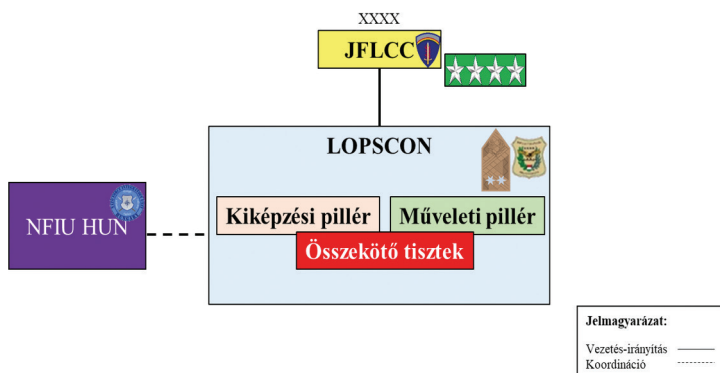 XXXX
JFLCC
LOPSCON
Kiképzési pillér
Műveleti pillér
Összekötő tisztek
NFIU HUN
Jelmagyarázat:
Vezetés-irányítás
Koordináció